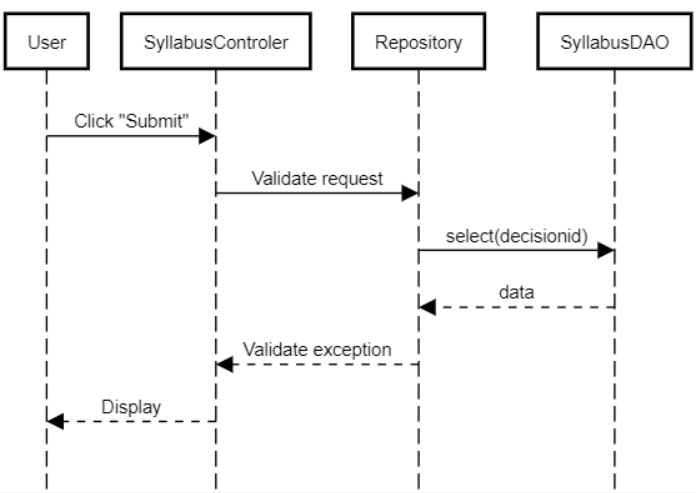 User
SyllabusControler
Repository
SyllabusDAO
Click "Submit"
Validate request
select(decisionid)
data
Validate exception
Display